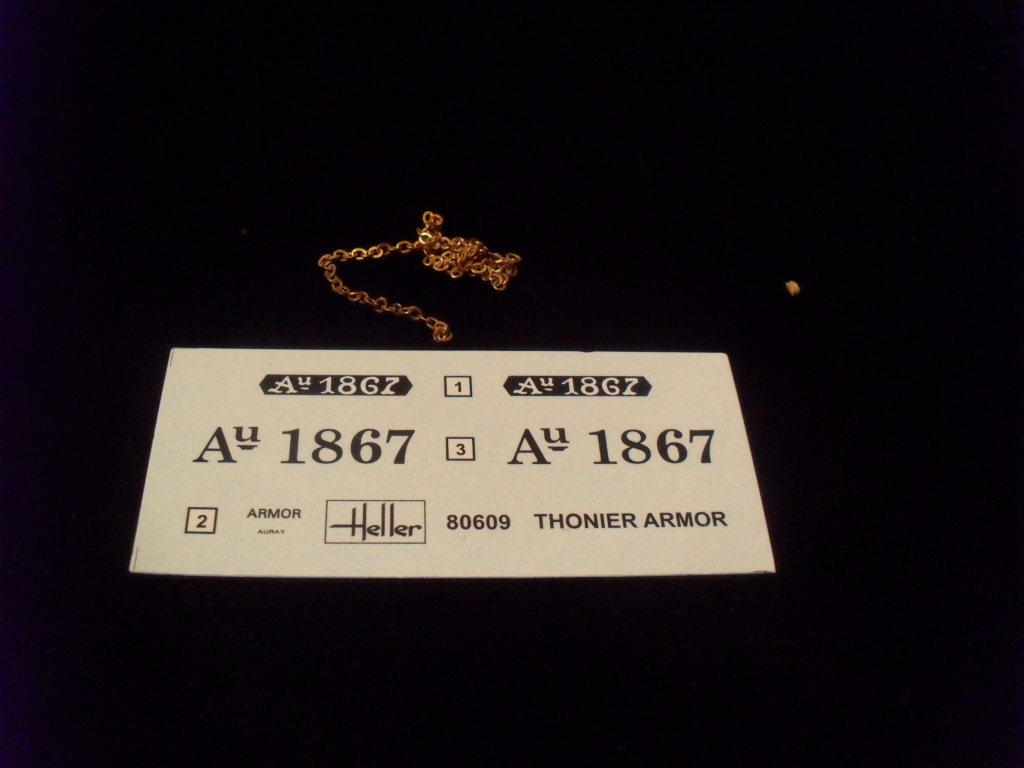 Au 1867 1 Au 1867
Au 1867 3 Au 1867
2 ARMOR Heller 80609 THONIER ARMOR
AURAY